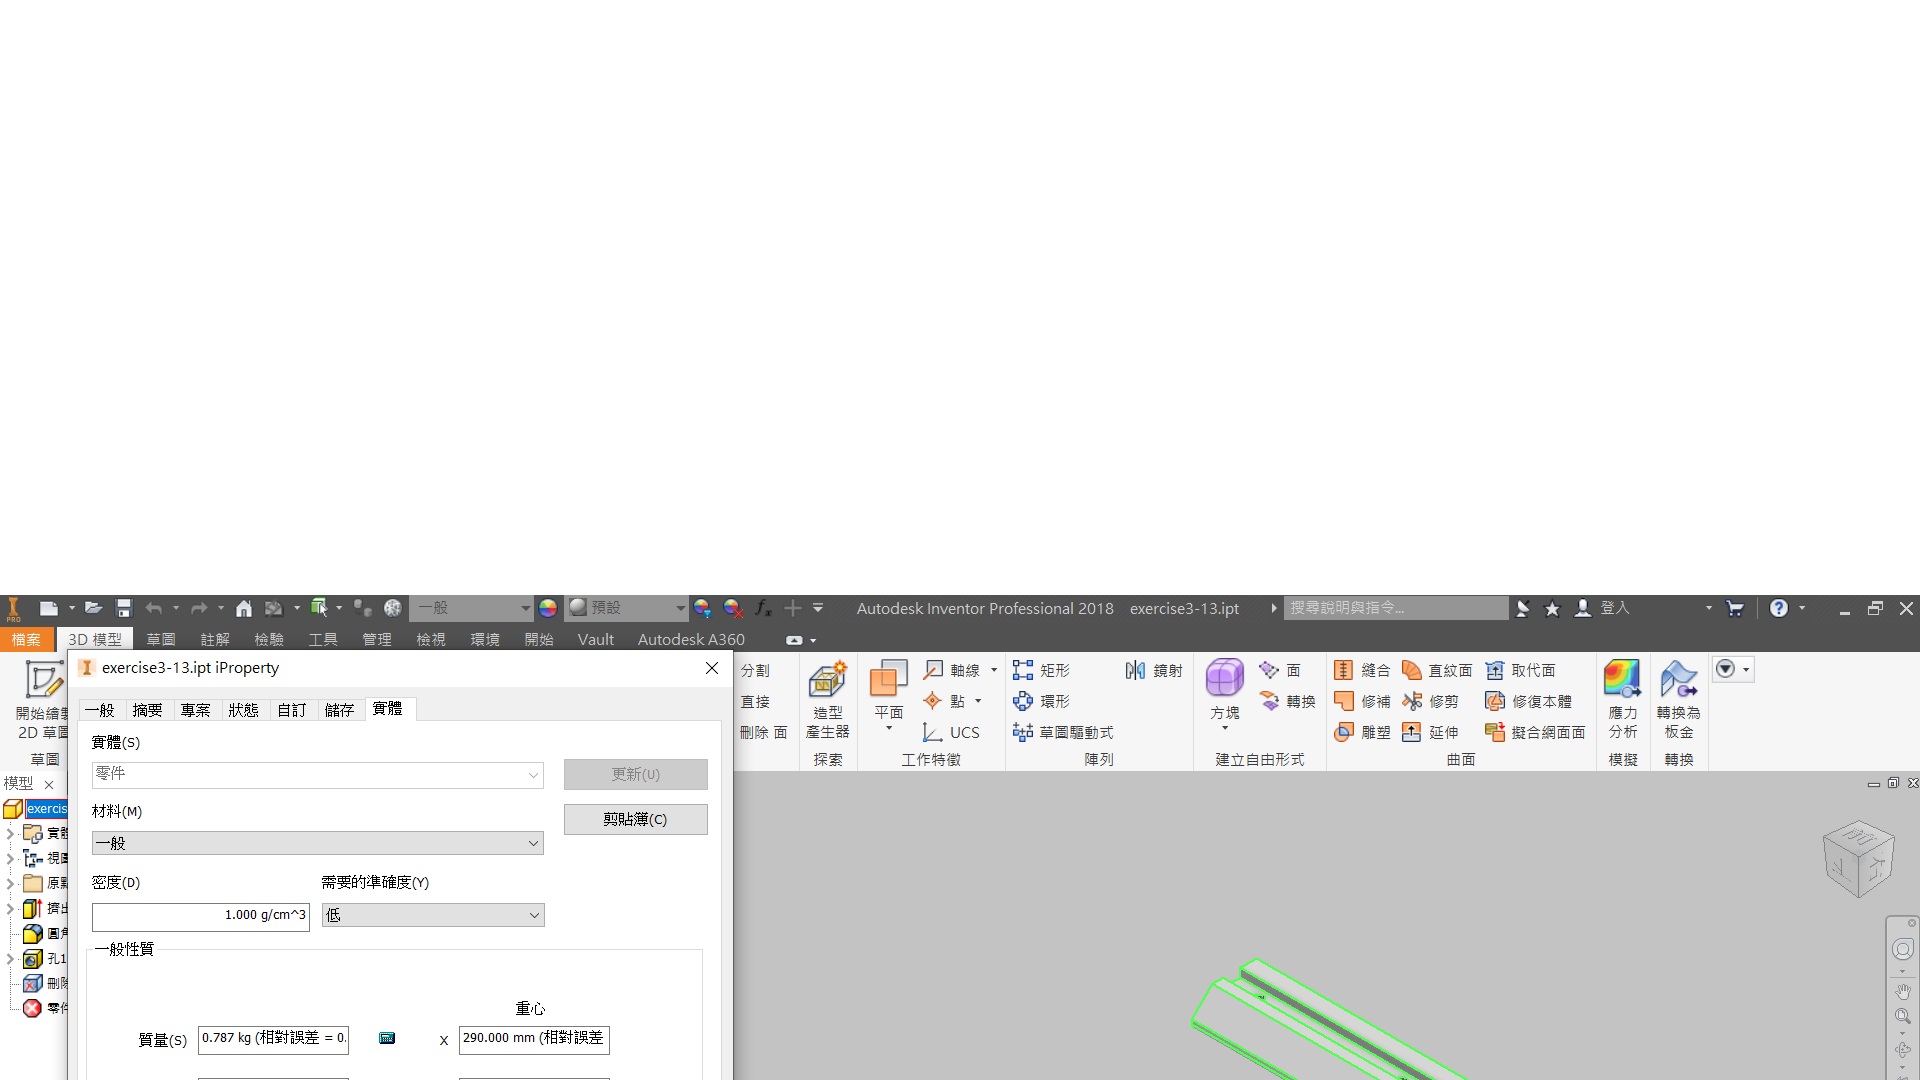 PRO
一般
預設
Autodesk Inventor Professional 2018 exercise3-13.ipt
搜尋說明與指令...
登入
檔案 3D 模型 草圖 註解 檢驗 工具 管理 檢視 環境 開始 Vault Autodesk A360
exercise3-13.ipt iProperty
一般 摘要 專案 狀態 自訂 儲存 實體
實體(S)
零件
更新(U)
材料(M)
剪貼簿(C)
一般
密度(D) 需要的準確度(Y)
1.000 g/cm^3 低
一般性質
重心
質量(S) 0.787 kg (相對誤差 = 0. X 290.000 mm (相對誤差
開始繪製
2D 草圖
草圖
模型
exercis
實體
視圖
原點
擠出
圓角
孔1
刪除
零件
分割
直接
刪除 面
造型
產生器
探索
平面
軸線
點
UCS
工作特徵
矩形 鏡射
環形
草圖驅動式
陣列
方塊
面
轉換
建立自由形式
縫合 直紋面 取代面
修補 修剪 修復本體
雕塑 延伸 擬合網面面
曲面
應力
分析
模擬
轉換為
板金
轉換